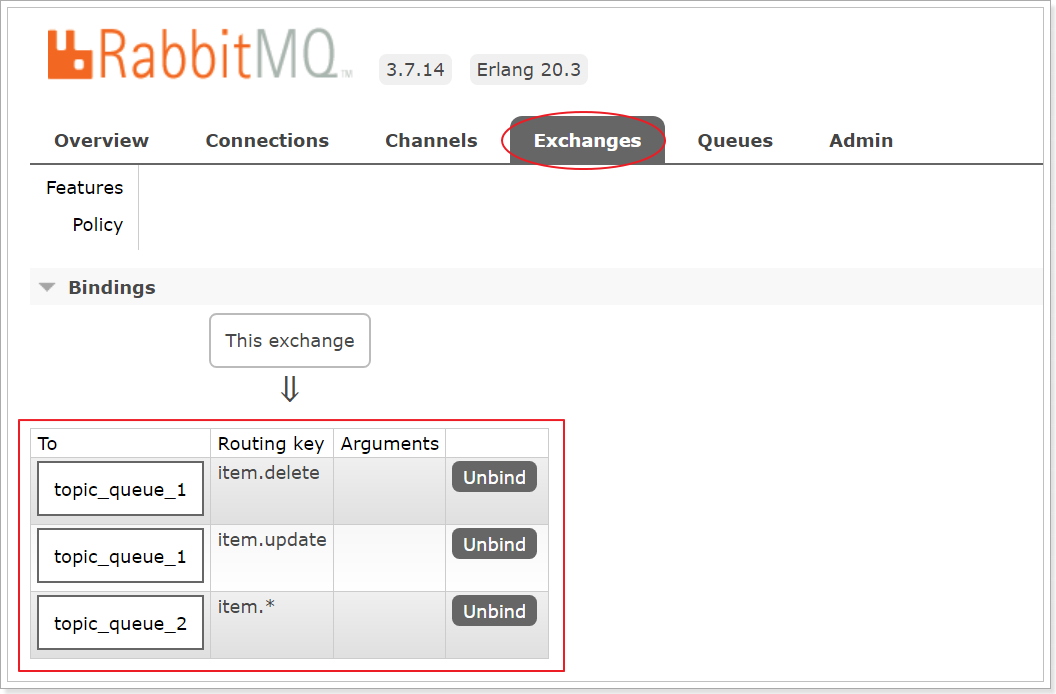 RabbitMQ™ 3.7.14 Erlang 20.3
Overview Connections Channels Exchanges Queues Admin
Features
Policy
Bindings
This exchange
⇓
To Routing key Arguments
topic_queue_1 item.delete Unbind
topic_queue_1 item.update Unbind
topic_queue_2 item.* Unbind